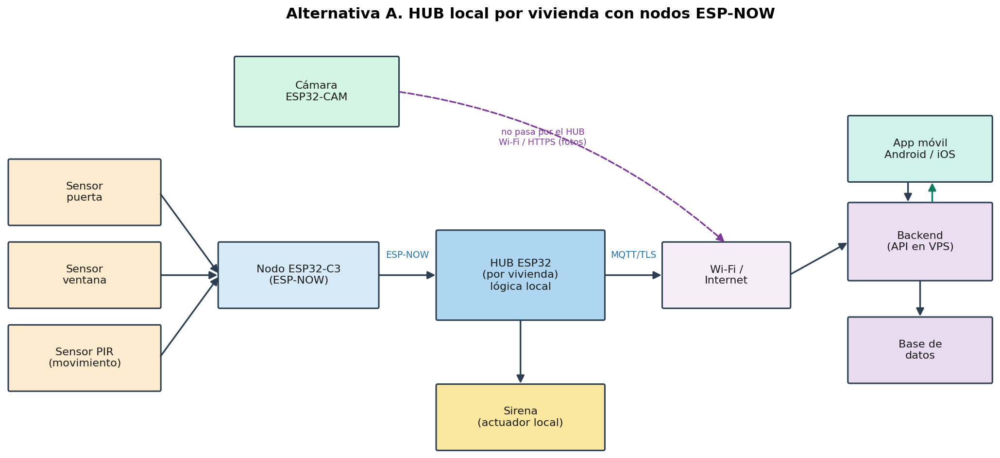 Alternativa A. HUB local por vivienda con nodos ESP-NOW
Cámara
ESP32-CAM
no pasa por el HUB
Wi-Fi / HTTPS (fotos)
App móvil
Android / iOS
Sensor
puerta
Sensor
ventana
Sensor PIR
(movimiento)
Nodo ESP32-C3
(ESP-NOW)
ESP-NOW
HUB ESP32
(por vivienda)
lógica local
MQTT/TLS
Wi-Fi /
Internet
Backend
(API en VPS)
Base de
datos
Sirena
(actuador local)